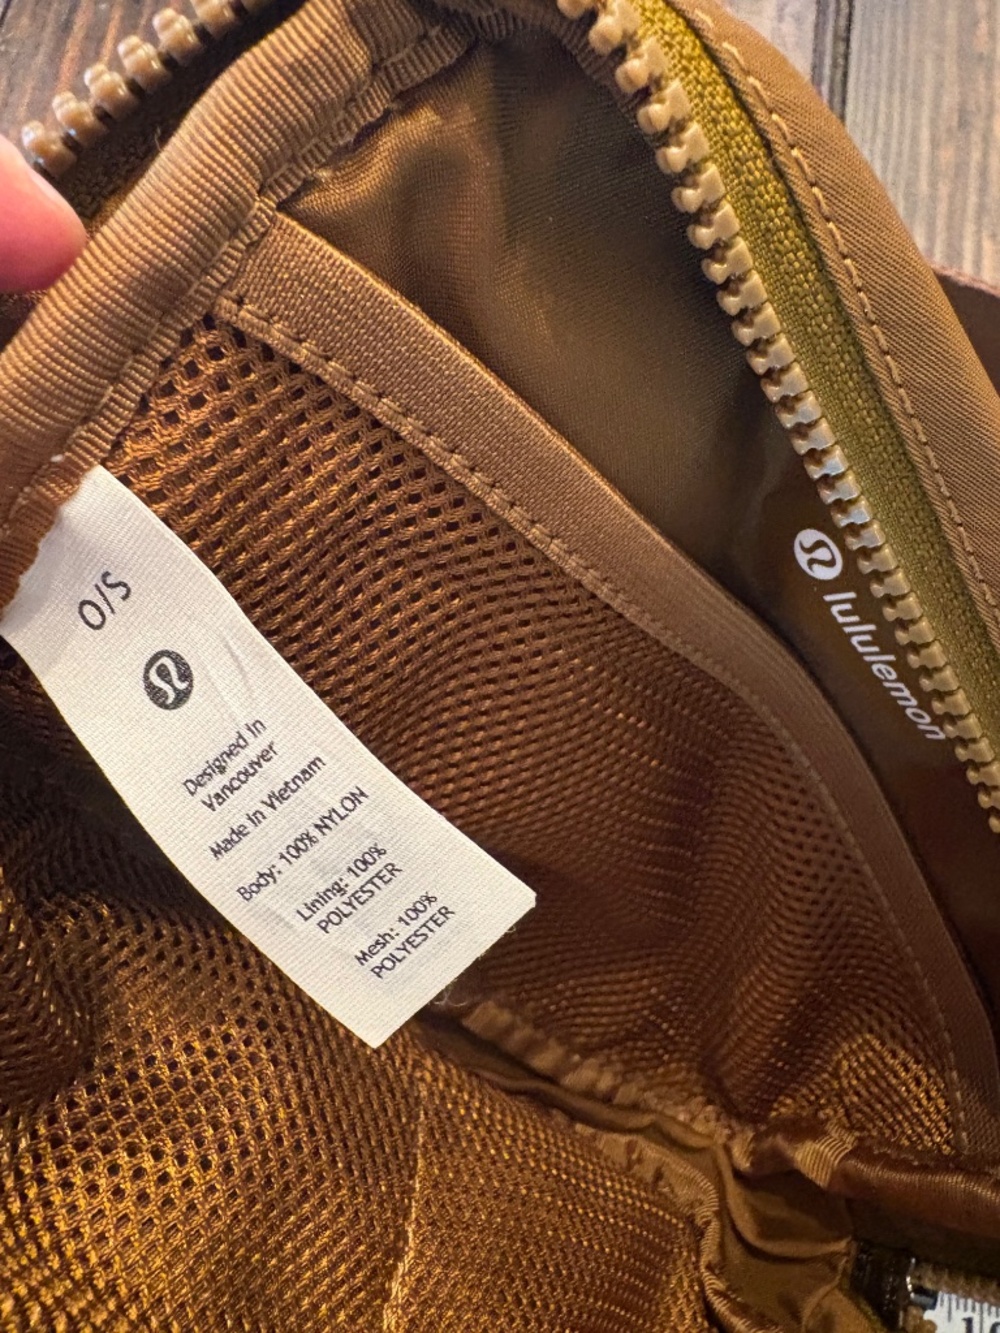 O/S
Designed in
Vancouver
Made in Vietnam
Body: 100% NYLON
Lining: 100%
POLYESTER
Mesh: 100%
POLYESTER
lululemon